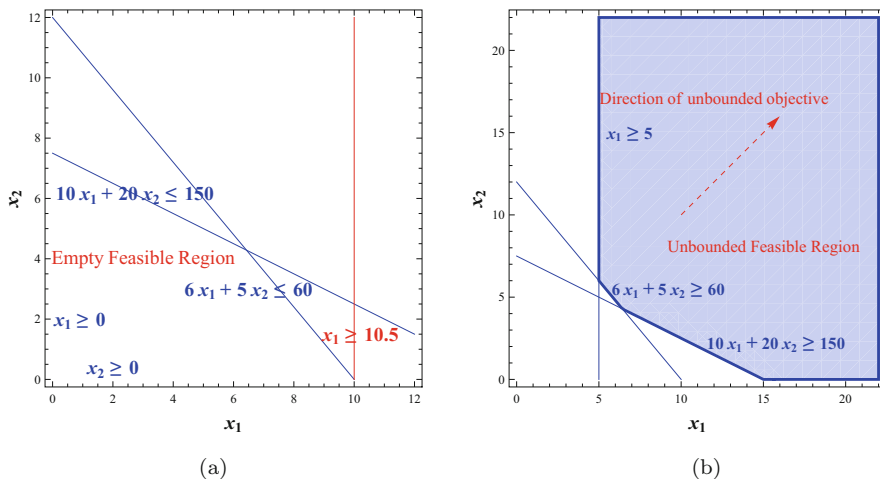 12
10
8
6
4
2
0
x₂
10 x₁ + 20 x₂ ≤ 150
Empty Feasible Region
6 x₁ + 5 x₂ ≤ 60
x₁ ≥ 0
x₁ ≥ 10.5
x₂ ≥ 0
0 2 4 6 8 10 12
x₁
(a)
20
15
10
5
0
x₂
Direction of unbounded objective
x₁ ≥ 5
Unbounded Feasible Region
6 x₁ + 5 x₂ ≥ 60
10 x₁ + 20 x₂ ≥ 150
0 5 10 15 20
x₁
(b)